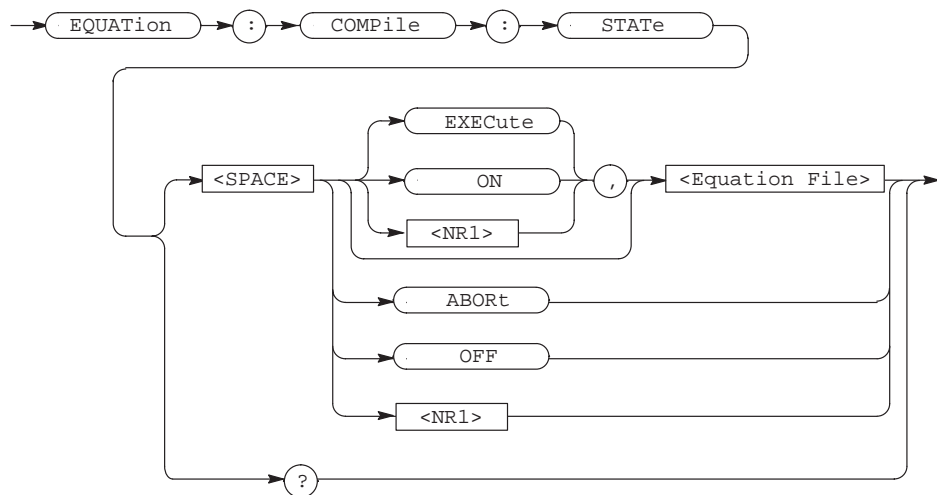 EQUATion : COMPile : STATe
EXECute
<SPACE> ON , <Equation File>
<NR1>
ABORt
OFF
<NR1>
?